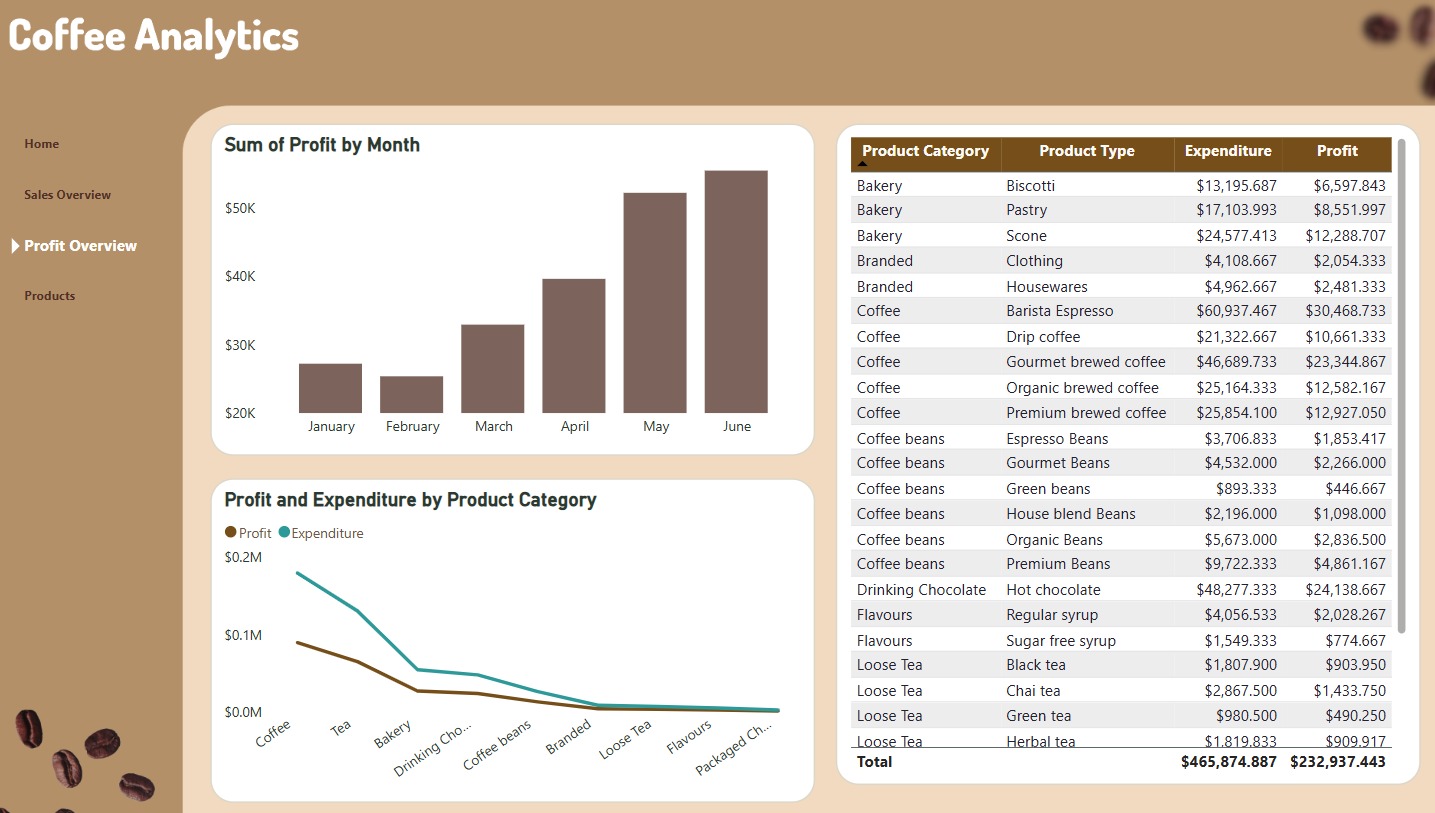 Coffee Analytics
Home
Sales Overview
Profit Overview
Products
Sum of Profit by Month
$50K
$40K
$30K
$20K
January February March April May June
Profit and Expenditure by Product Category
Profit Expenditure
$0.2M
$0.1M
$0.0M
Coffee Tea Bakery Drinking Cho... Coffee beans Branded Loose Tea Flavours Packaged Ch...
Product Category Product Type Expenditure Profit
Bakery Biscotti $13,195.687 $6,597.843
Bakery Pastry $17,103.993 $8,551.997
Bakery Scone $24,577.413 $12,288.707
Branded Clothing $4,108.667 $2,054.333
Branded Housewares $4,962.667 $2,481.333
Coffee Barista Espresso $60,937.467 $30,468.733
Coffee Drip coffee $21,322.667 $10,661.333
Coffee Gourmet brewed coffee $46,689.733 $23,344.867
Coffee Organic brewed coffee $25,164.333 $12,582.167
Coffee Premium brewed coffee $25,854.100 $12,927.050
Coffee beans Espresso Beans $3,706.833 $1,853.417
Coffee beans Gourmet Beans $4,532.000 $2,266.000
Coffee beans Green beans $893.333 $446.667
Coffee beans House blend Beans $2,196.000 $1,098.000
Coffee beans Organic Beans $5,673.000 $2,836.500
Coffee beans Premium Beans $9,722.333 $4,861.167
Drinking Chocolate Hot chocolate $48,277.333 $24,138.667
Flavours Regular syrup $4,056.533 $2,028.267
Flavours Sugar free syrup $1,549.333 $774.667
Loose Tea Black tea $1,807.900 $903.950
Loose Tea Chai tea $2,867.500 $1,433.750
Loose Tea Green tea $980.500 $490.250
Loose Tea Herbal tea $1,819.833 $909.917
Total $465,874.887 $232,937.443